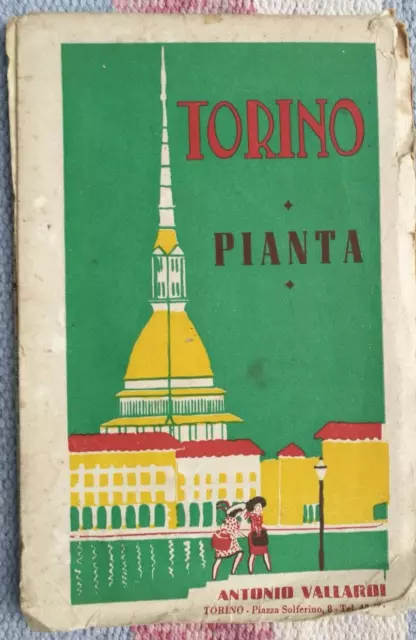 TORINO
PIANTA
ANTONIO VALLARDI
TORINO - Piazza Solferino, 8 - Tel.